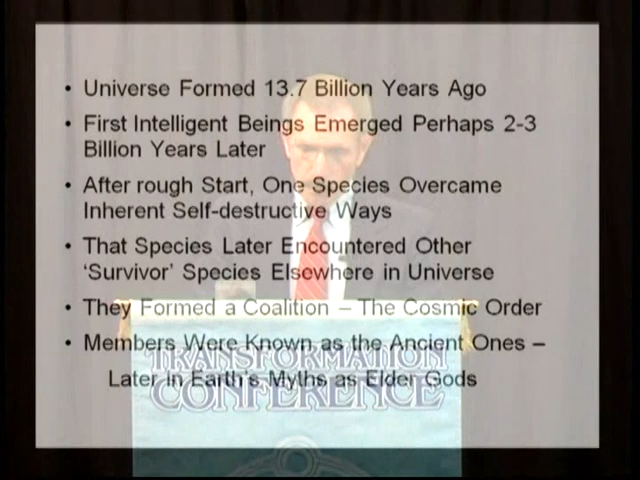 • Universe Formed 13.7 Billion Years Ago
• First Intelligent Beings Emerged Perhaps 2-3
Billion Years Later
• After rough Start, One Species Overcame
Inherent Self-destructive Ways
• That Species Later Encountered Other
‘Survivor’ Species Elsewhere in Universe
• They Formed a Coalition – The Cosmic Order
• Members Were Known as the Ancient Ones –
Later in Earth's Myths as Elder Gods
TRANSFORMATION
CONFERENCE